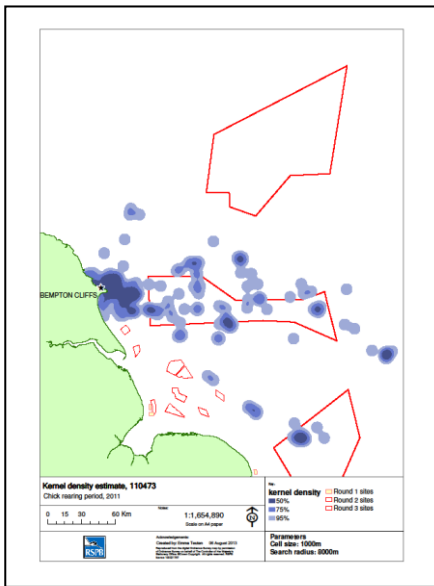 BEMPTON CLIFFS
Kernel density estimate, 110473
Chick rearing period, 2011
0 15 30 60 Km
Notes:
1:1,654,890
Scale on A4 paper
N
kernel density
50%
75%
95%
Round 1 sites
Round 2 sites
Round 3 sites
RSPB
Acknowledgements:
Parameters
Cell size: 1000m
Search radius: 8000m